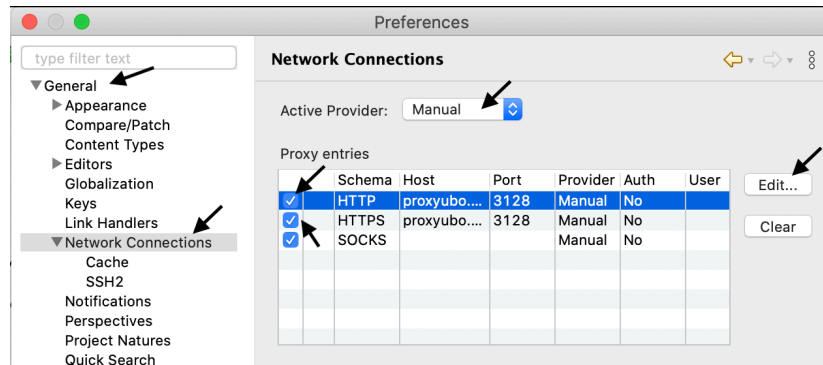 Preferences
type filter text
General
Appearance
Compare/Patch
Content Types
Editors
Globalization
Keys
Link Handlers
Network Connections
Cache
SSH2
Notifications
Perspectives
Project Natures
Quick Search
Network Connections
Active Provider: Manual
Proxy entries
Schema Host Port Provider Auth User
HTTP proxyubo.... 3128 Manual No
HTTPS proxyubo.... 3128 Manual No
SOCKS Manual No
Edit...
Clear